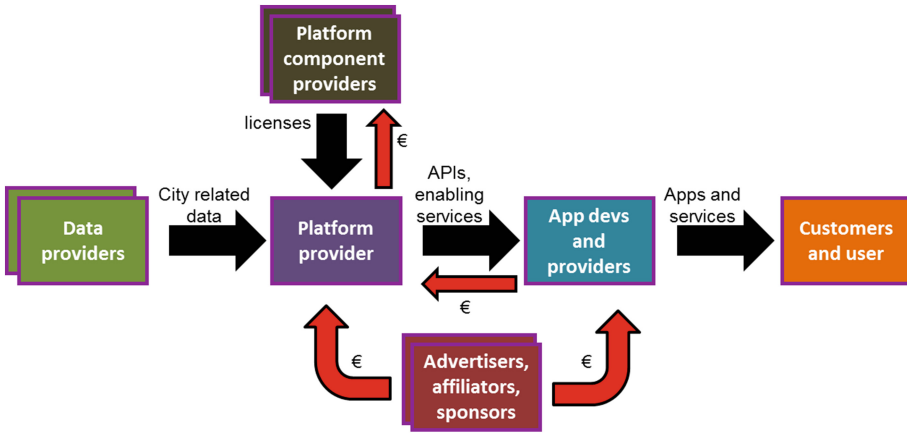 Platform
component
providers
licenses
€
City related
data
APIs,
enabling
services
Apps and
services
Data
providers
Platform
provider
App devs
and
providers
Customers
and user
€
€
Advertisers,
affiliators,
sponsors
€